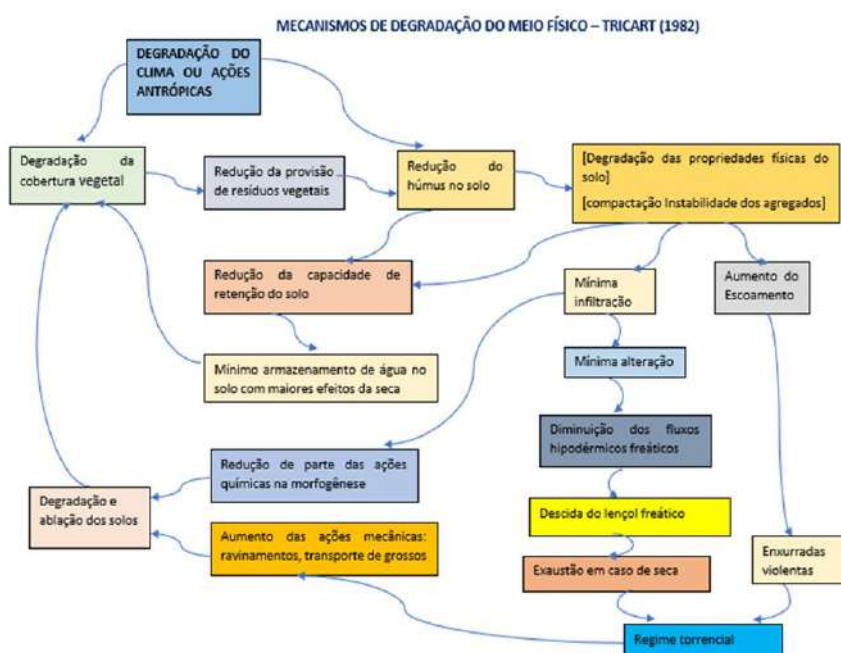 MECANISMOS DE DEGRADAÇÃO DO MEIO FÍSICO – TRICART (1982)
DEGRADAÇÃO DO
CLIMA OU AÇÕES
ANTRÓPICAS
Degradação da
cobertura vegetal
Redução da provisão
de resíduos vegetais
Redução do
húmus no solo
[Degradação das propriedades físicas do
solo]
[compactação Instabilidade dos agregados]
Redução da capacidade de
retenção do solo
Mínima
infiltração
Aumento do
Escoamento
Mínimo armazenamento de água no
solo com maiores efeitos da seca
Mínima alteração
Diminuição dos fluxos
hipodérmicos freáticos
Redução de parte das ações
químicas na morfogênese
Degradação e
ablação dos solos
Descida do lençol freático
Aumento das ações mecânicas:
ravinamentos, transporte de grossos
Exaustão em caso de seca
Enxurradas
violentas
Regime torrencial